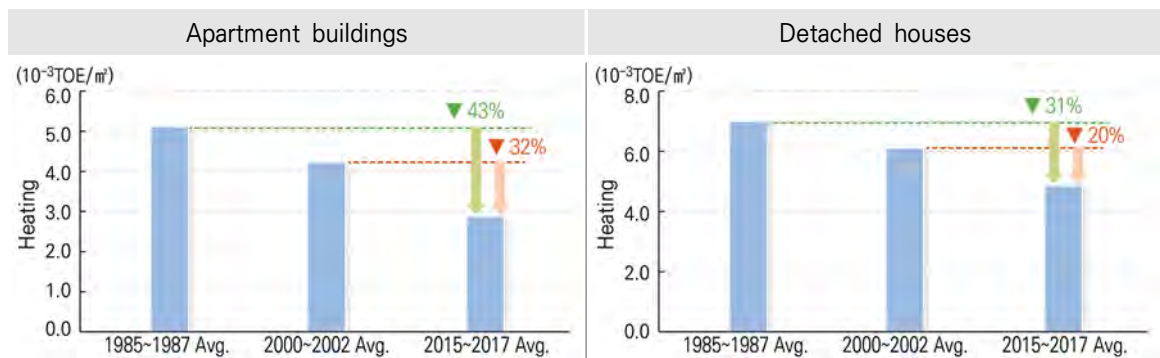 Apartment buildings
(10⁻³TOE/㎡)
6.0
5.0
4.0
3.0
2.0
1.0
0.0
Heating
▼ 43%
▼ 32%
1985~1987 Avg.
2000~2002 Avg.
2015~2017 Avg.
Detached houses
(10⁻³TOE/㎡)
8.0
6.0
4.0
2.0
0.0
Heating
▼ 31%
▼ 20%
1985~1987 Avg.
2000~2002 Avg.
2015~2017 Avg.